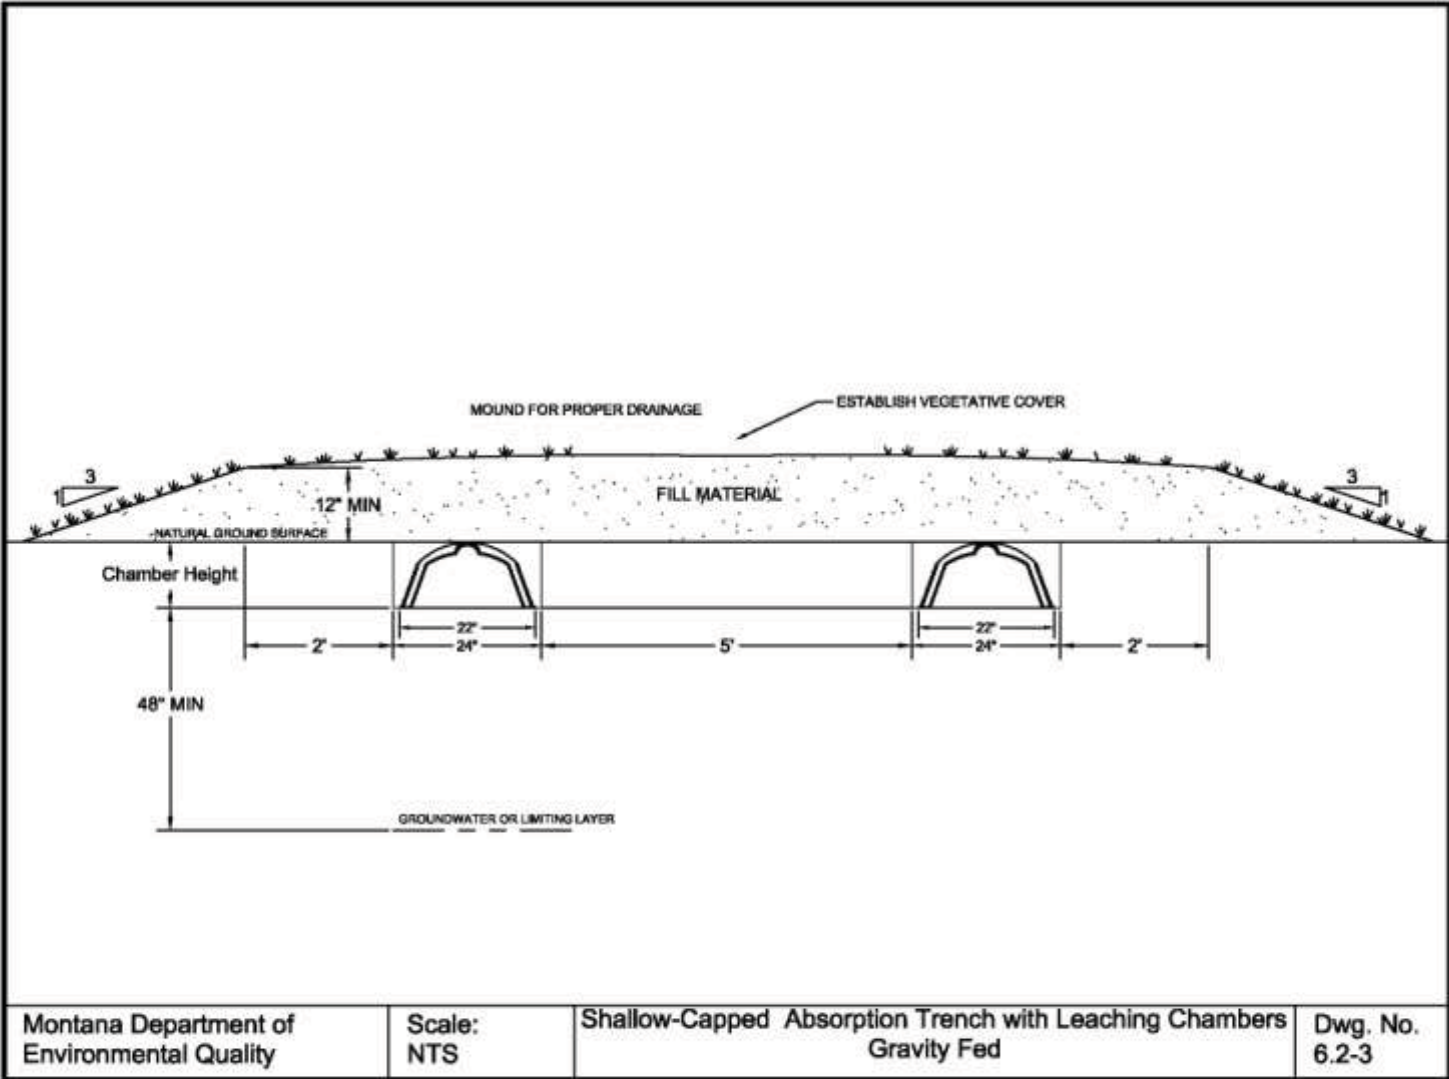 MOUND FOR PROPER DRAINAGE
ESTABLISH VEGETATIVE COVER
3
1
12" MIN
FILL MATERIAL
3
1
NATURAL GROUND SURFACE
Chamber Height
22"
22"
2'
24"
5'
24"
2'
48" MIN
GROUNDWATER OR LIMITING LAYER
Montana Department of
Environmental Quality
Scale:
NTS
Shallow-Capped Absorption Trench with Leaching Chambers
Gravity Fed
Dwg. No.
6.2-3